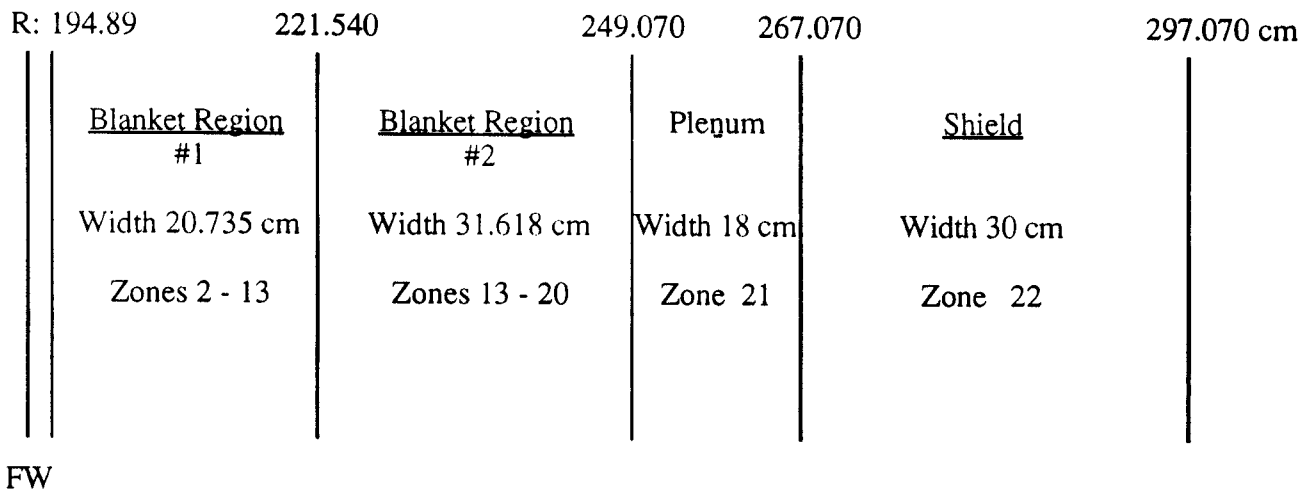 R: 194.89 221.540 249.070 267.070 297.070 cm
Blanket Region Blanket Region Plenum Shield
#1 #2
Width 20.735 cm Width 31.618 cm Width 18 cm Width 30 cm
Zones 2 - 13 Zones 13 - 20 Zone 21 Zone 22
FW